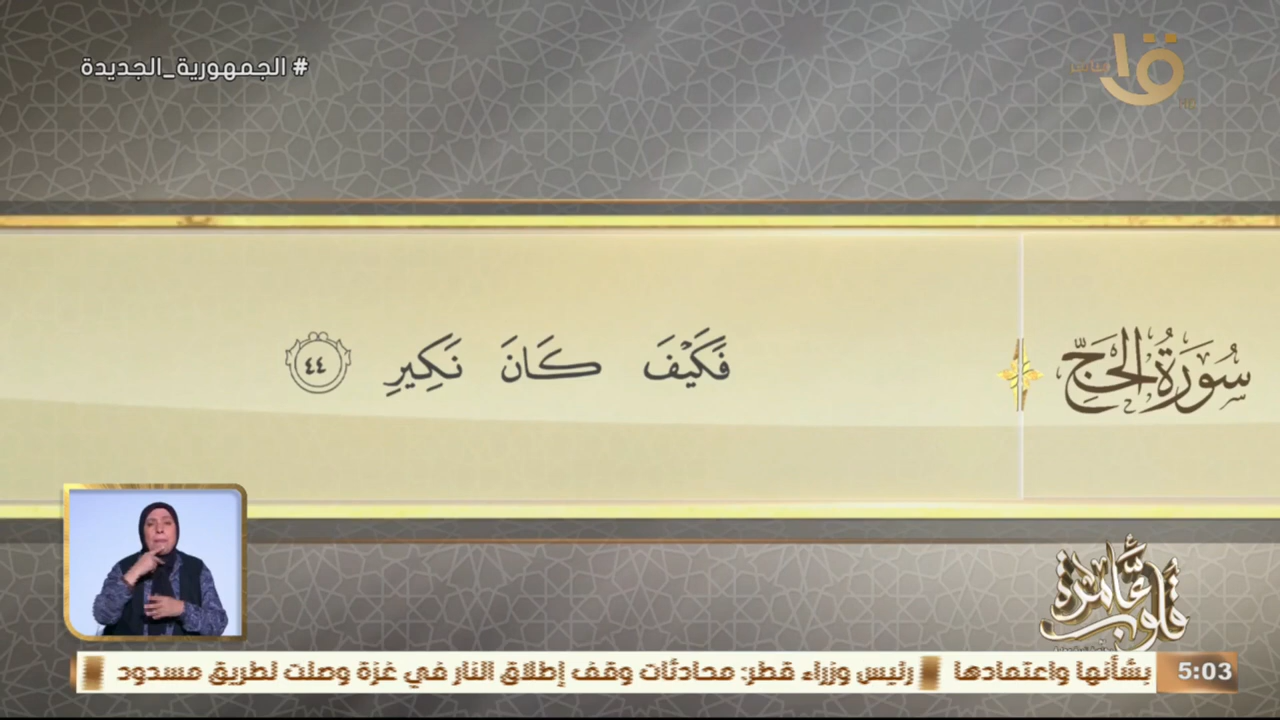 # الجمهورية_الجديدة
سُورَةُ الحَجِّ
فَكَيْفَ كَانَ نَكِيرِ ٤٤
قلوب عامرة
5:03
بشأنها واعتمادها
رئيس وزراء قطر: محادثات وقف إطلاق النار في غزة وصلت لطريق مسدود